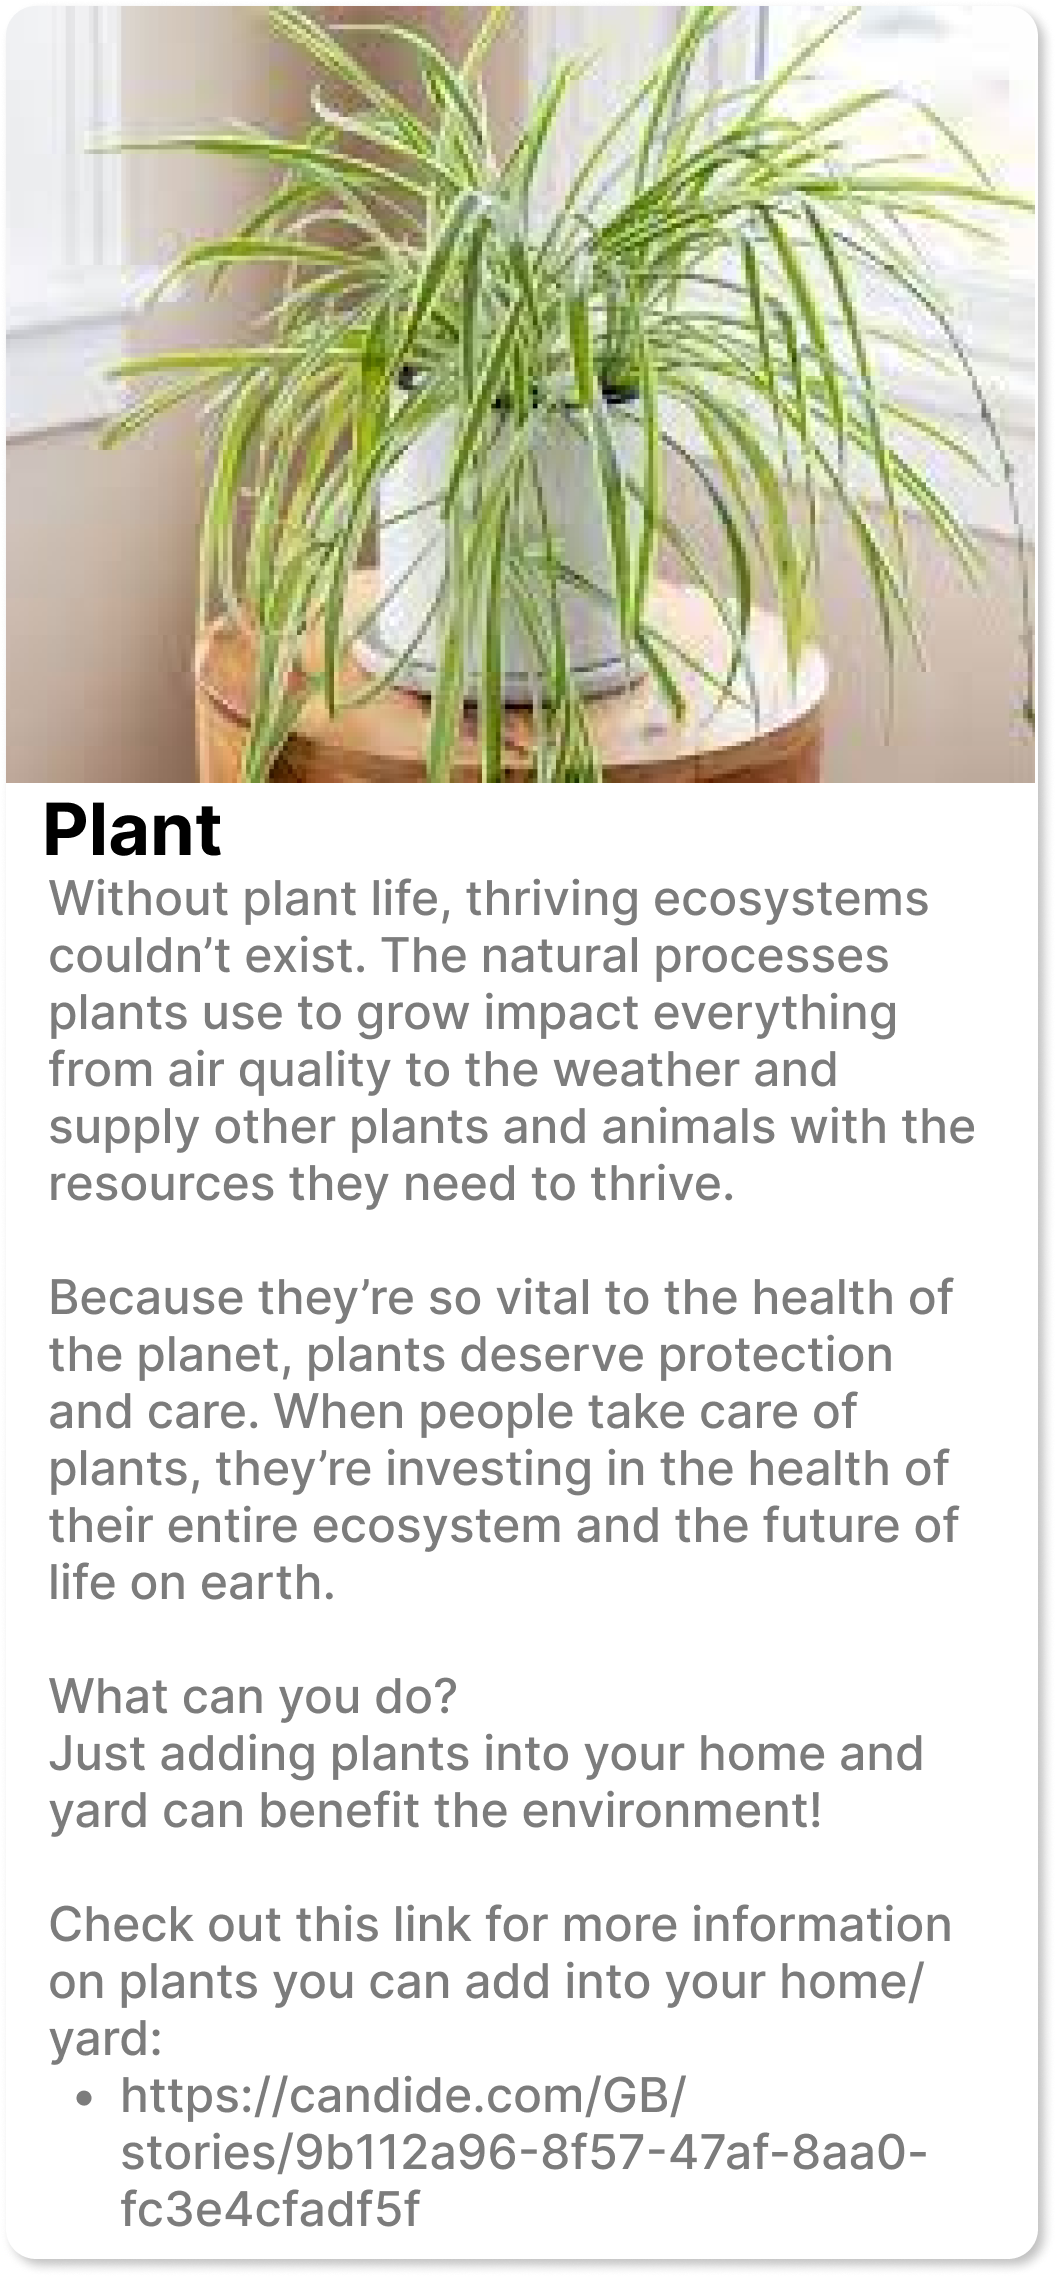 Plant
Without plant life, thriving ecosystems
couldn’t exist. The natural processes
plants use to grow impact everything
from air quality to the weather and
supply other plants and animals with the
resources they need to thrive.
Because they’re so vital to the health of
the planet, plants deserve protection
and care. When people take care of
plants, they’re investing in the health of
their entire ecosystem and the future of
life on earth.
What can you do?
Just adding plants into your home and
yard can benefit the environment!
Check out this link for more information
on plants you can add into your home/
yard:
• https://candide.com/GB/
stories/9b112a96-8f57-47af-8aa0-
fc3e4cfadf5f